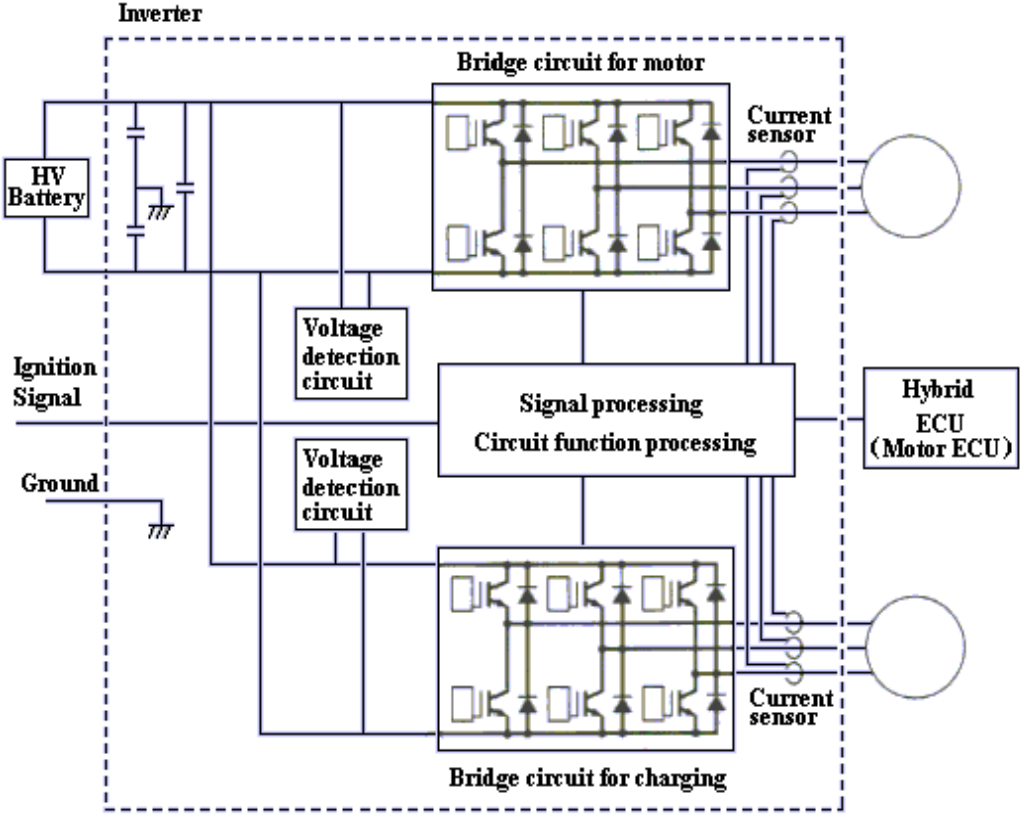 Inverter
Bridge circuit for motor
Current
sensor
HV
Battery
Voltage
detection
circuit
Ignition
Signal
Signal processing
Circuit function processing
Hybrid
ECU
(Motor ECU)
Voltage
detection
circuit
Ground
Current
sensor
Bridge circuit for charging